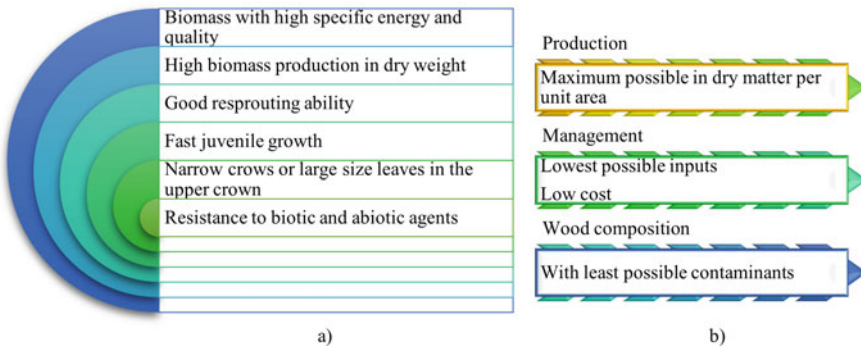 Biomass with high specific energy and
quality
High biomass production in dry weight
Good resprouting ability
Fast juvenile growth
Narrow crows or large size leaves in the
upper crown
Resistance to biotic and abiotic agents
a)
Production
Maximum possible in dry matter per
unit area
Management
Lowest possible inputs
Low cost
Wood composition
With least possible contaminants
b)